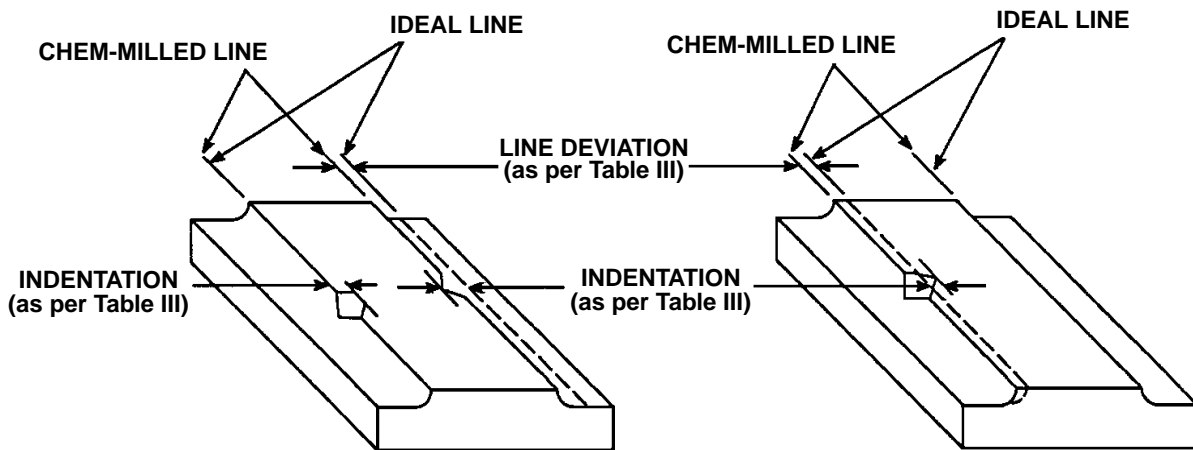 IDEAL LINE
CHEM-MILLED LINE
IDEAL LINE
CHEM-MILLED LINE
LINE DEVIATION
(as per Table III)
INDENTATION
(as per Table III)
INDENTATION
(as per Table III)